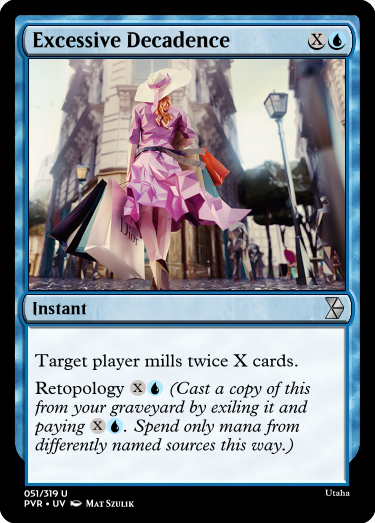 Excessive Decadence X
Dior
Instant
Target player mills twice X cards.
Retopology X (Cast a copy of this
from your graveyard by exiling it and
paying X. Spend only mana from
differently named sources this way.)
051/319 U
Utaha
PVR • UV Mat Szulik